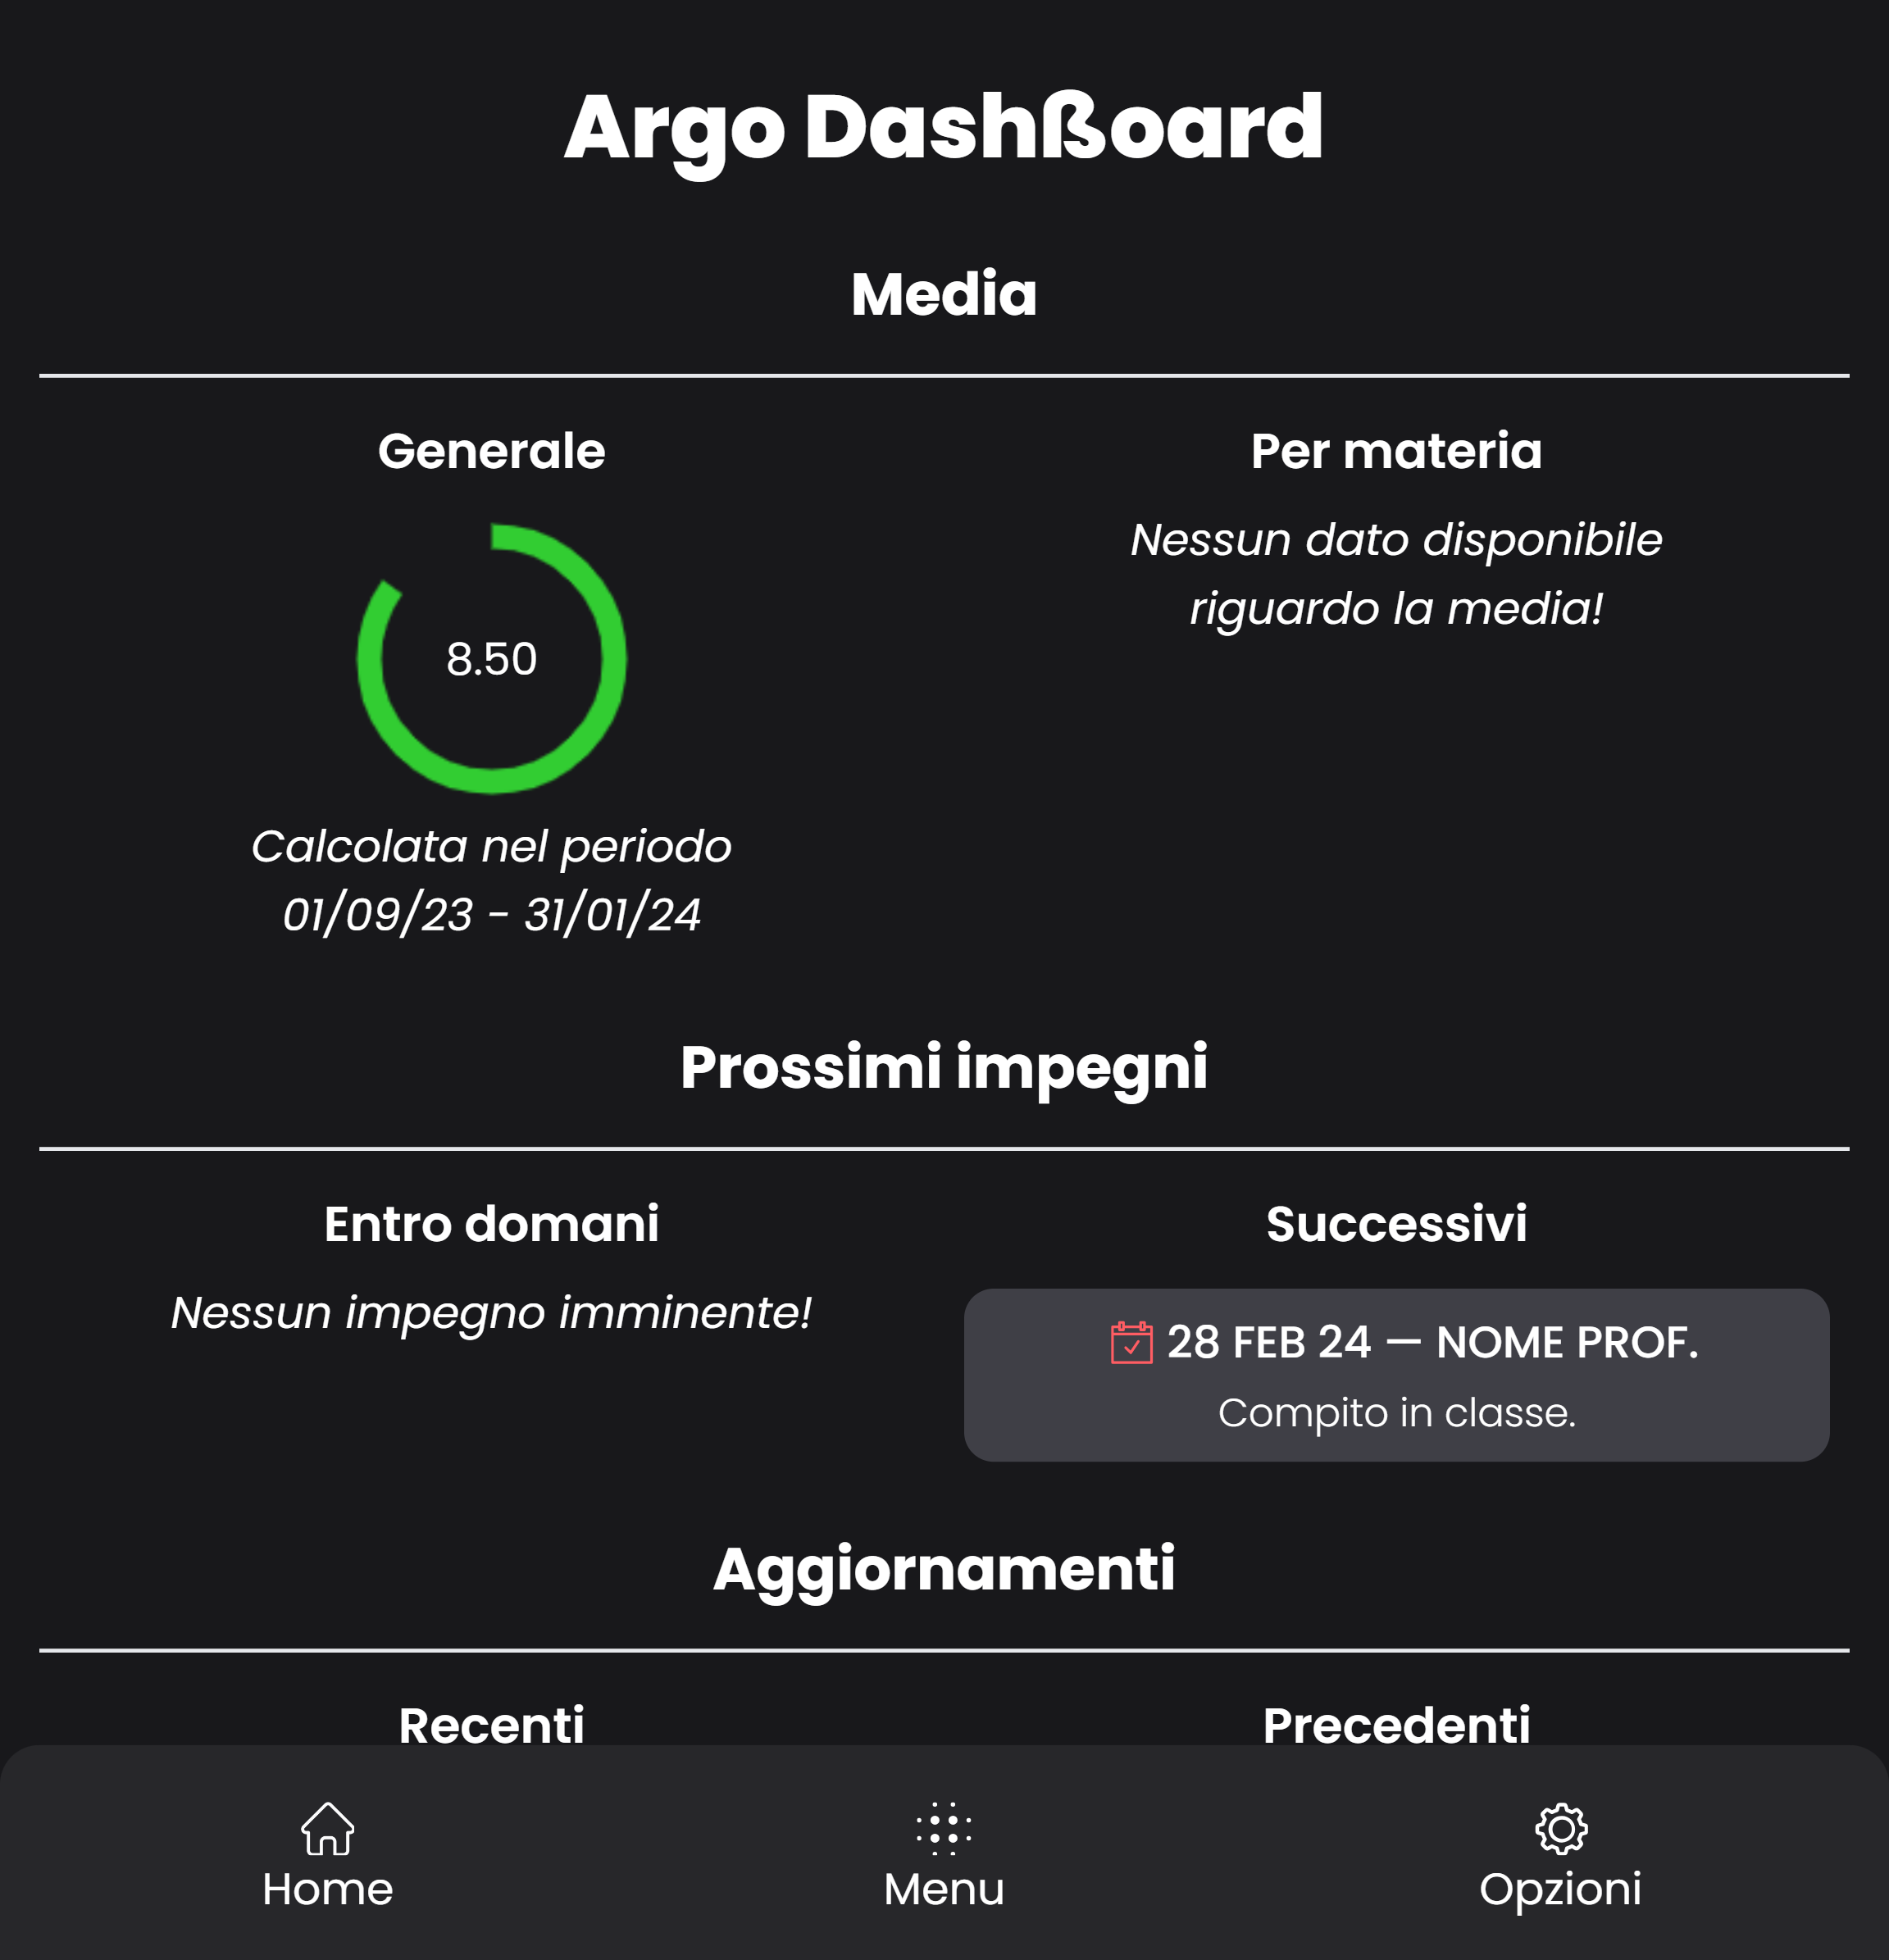 Argo Dashßoard
Media
Generale
8.50
Calcolata nel periodo
01/09/23 - 31/01/24
Per materia
Nessun dato disponibile
riguardo la media!
Prossimi impegni
Entro domani
Nessun impegno imminente!
Successivi
28 FEB 24 — NOME PROF.
Compito in classe.
Aggiornamenti
Recenti
Precedenti
Home
Menu
Opzioni